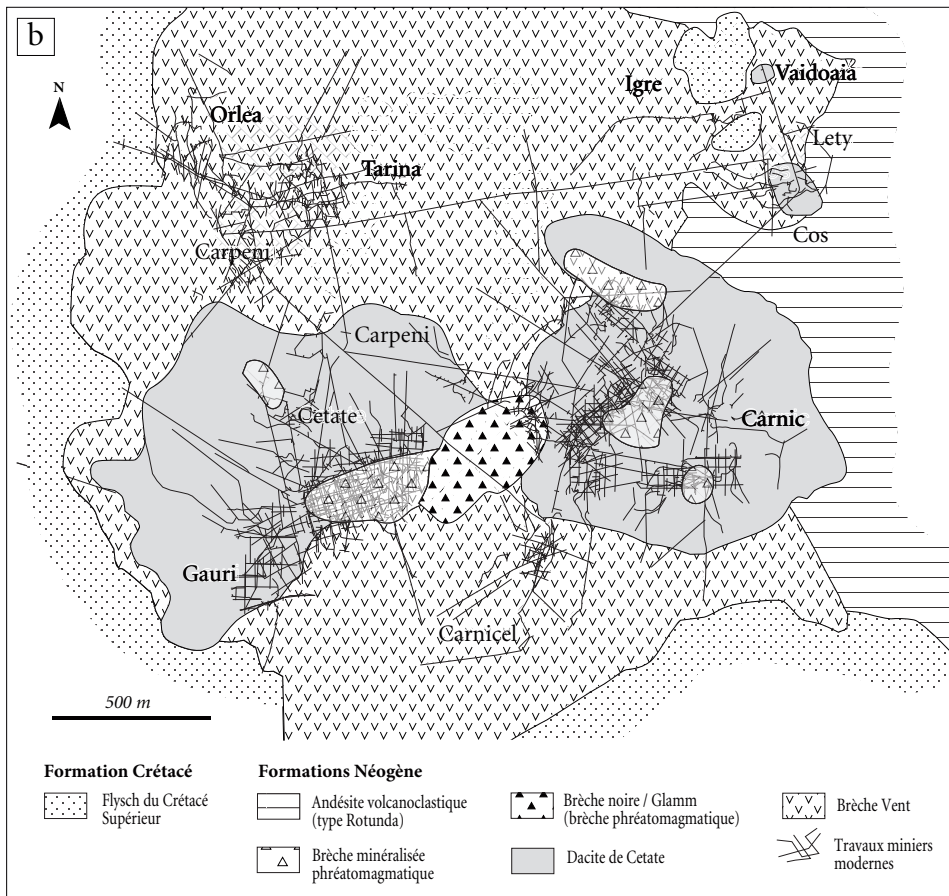 b
N
Orlea
Igre
Vaidoaia
Lety
Tarina
Carpeni
Cos
Carpeni
Cetate
Cârnic
Gauri
Carnicel
500 m
Formation Crétacé
Flysch du Crétacé
Supérieur
Formations Néogène
Andésite volcanoclastique
(type Rotunda)
Brèche minéralisée
phréatomagmatique
Brèche noire / Glamm
(brèche phréatomagmatique)
Dacite de Cetate
Brèche Vent
Travaux miniers
modernes